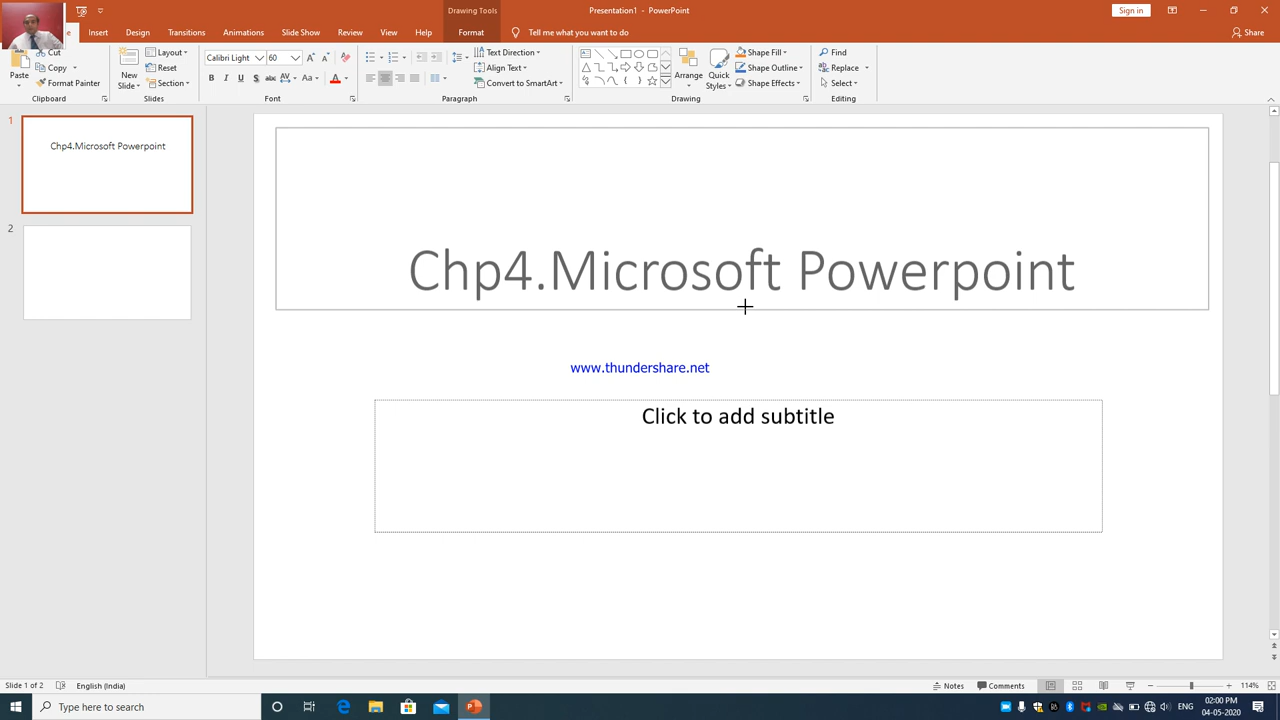 Drawing Tools
Presentation1 - PowerPoint
Sign in
Insert Design Transitions Animations Slide Show Review View Help Format Tell me what you want to do Share
Cut
Copy
Format Painter
Paste
Clipboard
New
Slide
Layout
Reset
Section
Slides
Calibri Light 60
Font
Text Direction
Align Text
Convert to SmartArt
Paragraph
Arrange
Quick
Styles
Shape Fill
Shape Outline
Shape Effects
Drawing
Find
Replace
Select
Editing
1
Chp4.Microsoft Powerpoint
2
Chp4.Microsoft Powerpoint
www.thundershare.net
Click to add subtitle
Slide 1 of 2 English (India) Notes Comments 114%
Type here to search
ENG
02:00 PM
04-05-2020